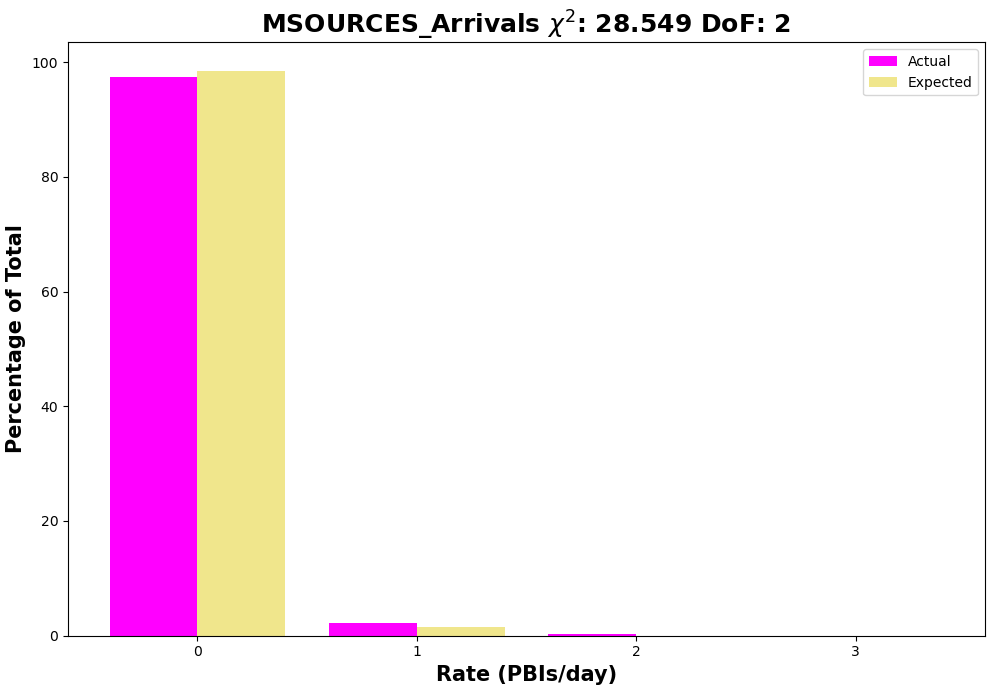 MSOURCES_Arrivals χ²: 28.549 DoF: 2
Actual
Expected
Percentage of Total
100
80
60
40
20
0
0 1 2 3
Rate (PBIs/day)